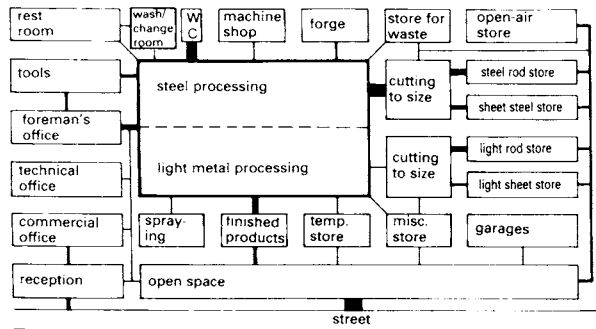 rest
room
wash/
change
room
W
C
machine
shop
forge
store for
waste
open-air
store
tools
steel processing
cutting
to size
steel rod store
sheet steel store
foreman's
office
light metal processing
cutting
to size
light rod store
light sheet store
technical
office
commercial
office
spray-
ing
finished
products
temp.
store
misc.
store
garages
reception
open space
street